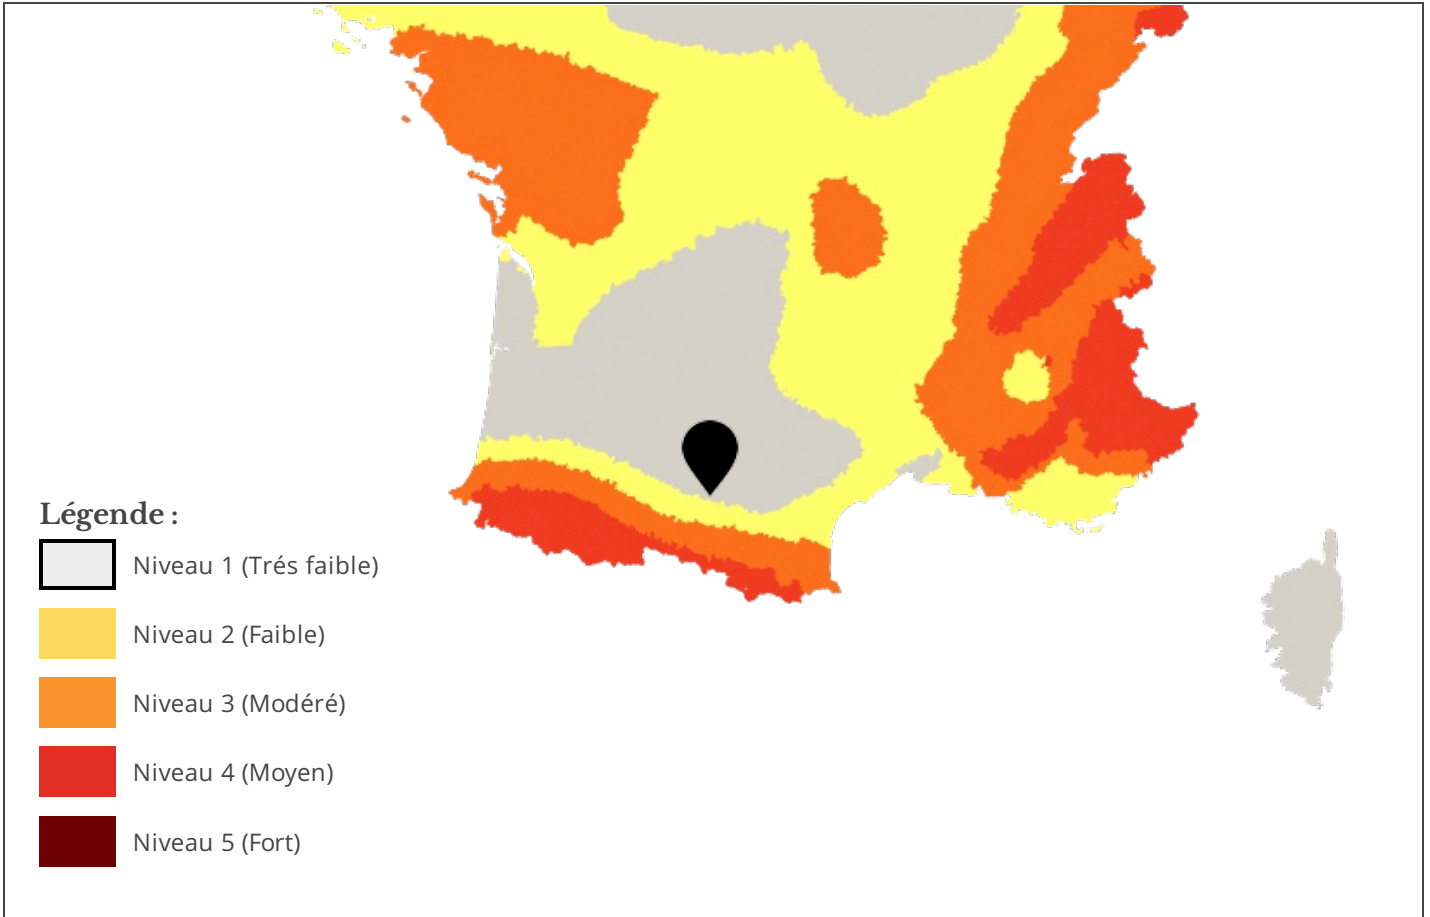 Légende :
Niveau 1 (Trés faible)
Niveau 2 (Faible)
Niveau 3 (Modéré)
Niveau 4 (Moyen)
Niveau 5 (Fort)